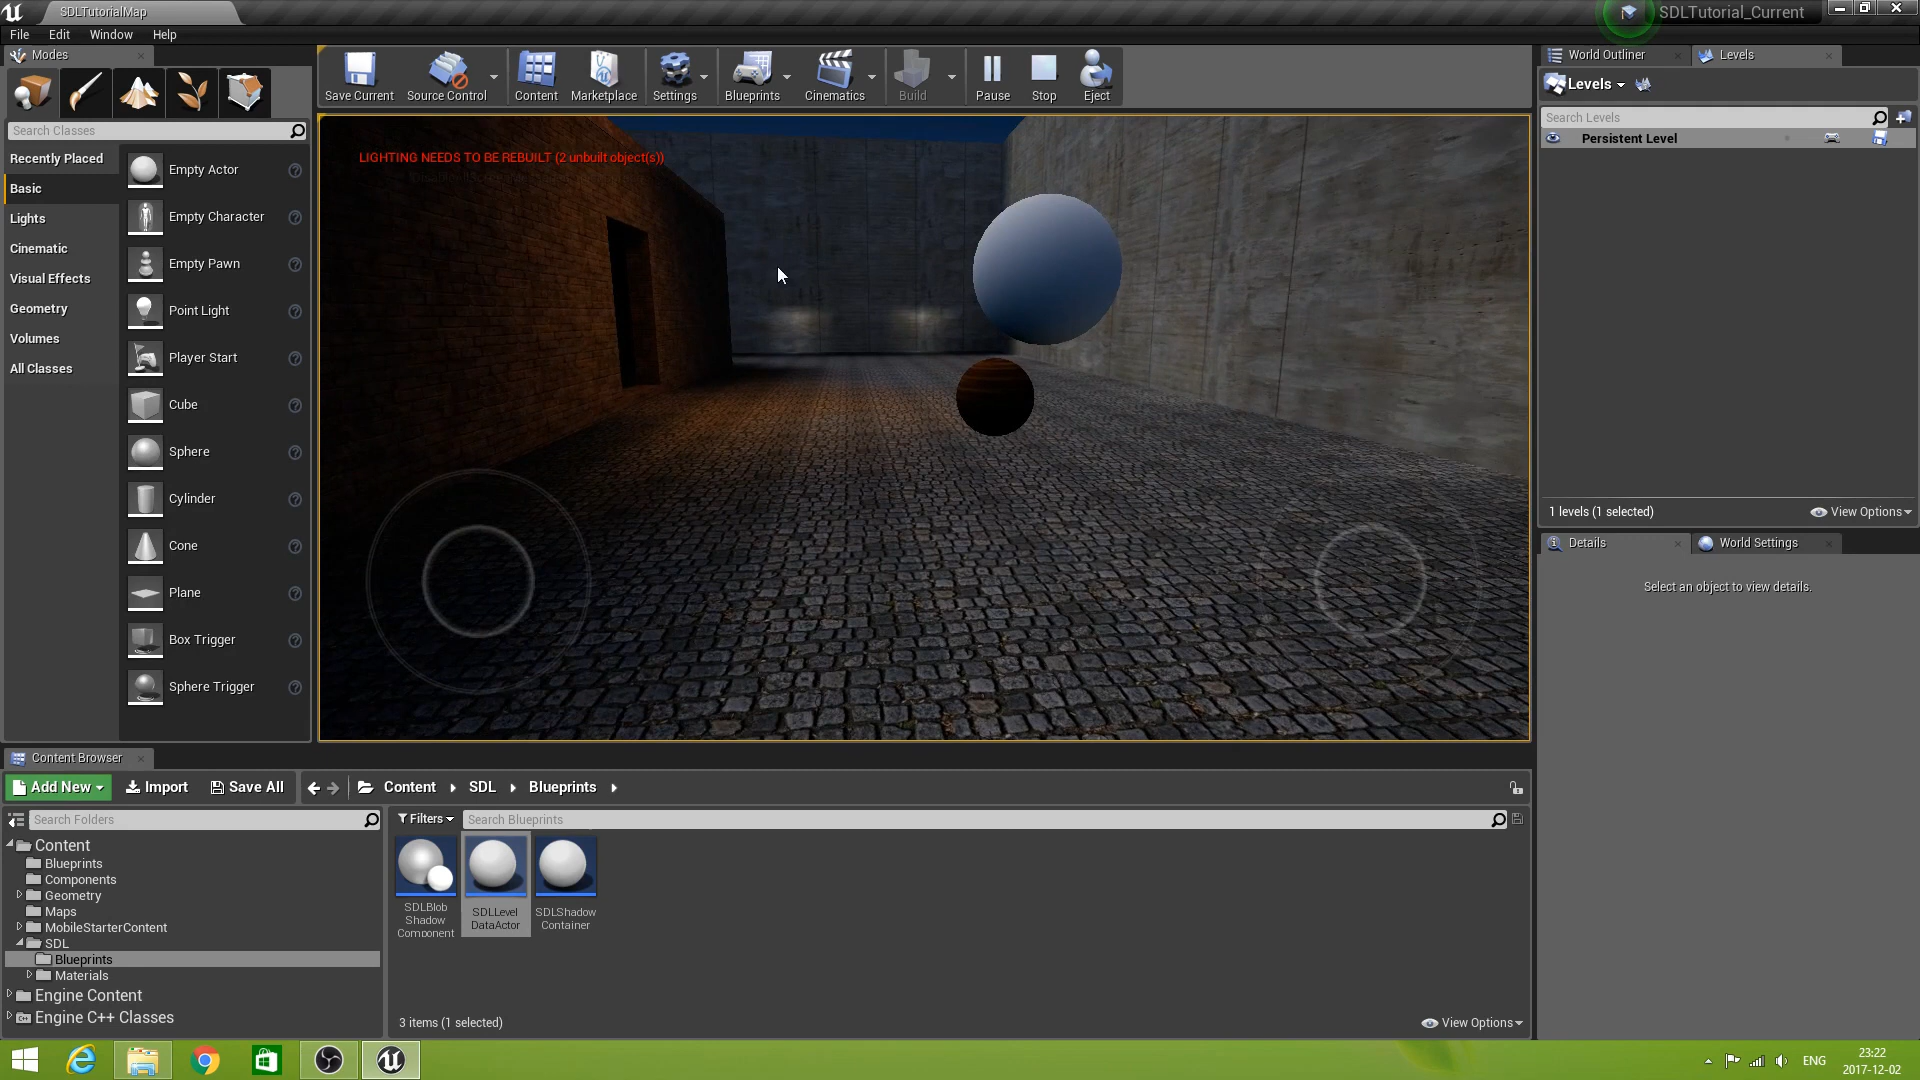 SDLTutorialMap
SDLTutorial_Current
File Edit Window Help
Modes
World Outliner
Levels
Save Current
Source Control
Content
Marketplace
Settings
Blueprints
Cinematics
Build
Pause
Stop
Eject
Levels
Search Classes
Search Levels
Persistent Level
Recently Placed
Basic
Lights
Cinematic
Visual Effects
Geometry
Volumes
All Classes
Empty Actor
Empty Character
Empty Pawn
Point Light
Player Start
Cube
Sphere
Cylinder
Cone
Plane
Box Trigger
Sphere Trigger
LIGHTING NEEDS TO BE REBUILT (2 unbuilt object(s))
1 levels (1 selected)
View Options
Details
World Settings
Select an object to view details.
Content Browser
Add New
Import
Save All
Content
SDL
Blueprints
Search Folders
Filters
Search Blueprints
Content
Blueprints
Components
Geometry
Maps
MobileStarterContent
SDL
Blueprints
Materials
Engine Content
Engine C++ Classes
SDLBlob
Shadow
Component
SDLLevel
DataActor
SDLShadow
Container
3 items (1 selected)
View Options
ENG
23:22
2017-12-02